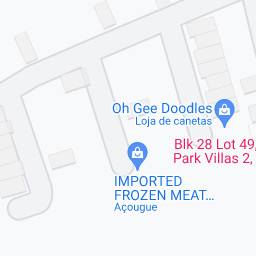 Oh Gee Doodles
Loja de canetas
Blk 28 Lot 49,
Park Villas 2,
IMPORTED
FROZEN MEAT...
Açougue